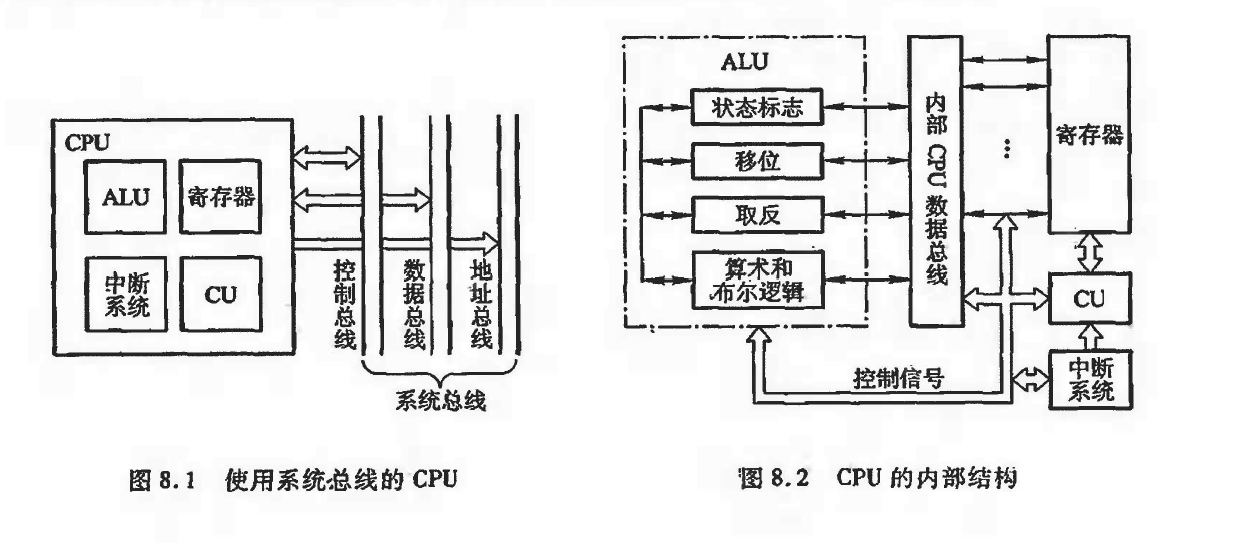 CPU
ALU
寄存器
中断
系统
CU
控制总线
数据总线
地址总线
系统总线
图 8.1 使用系统总线的 CPU
ALU
状态标志
移位
取反
算术和
布尔逻辑
内部 CPU 数据总线
寄存器
CU
中断
系统
控制信号
图 8.2 CPU 的内部结构